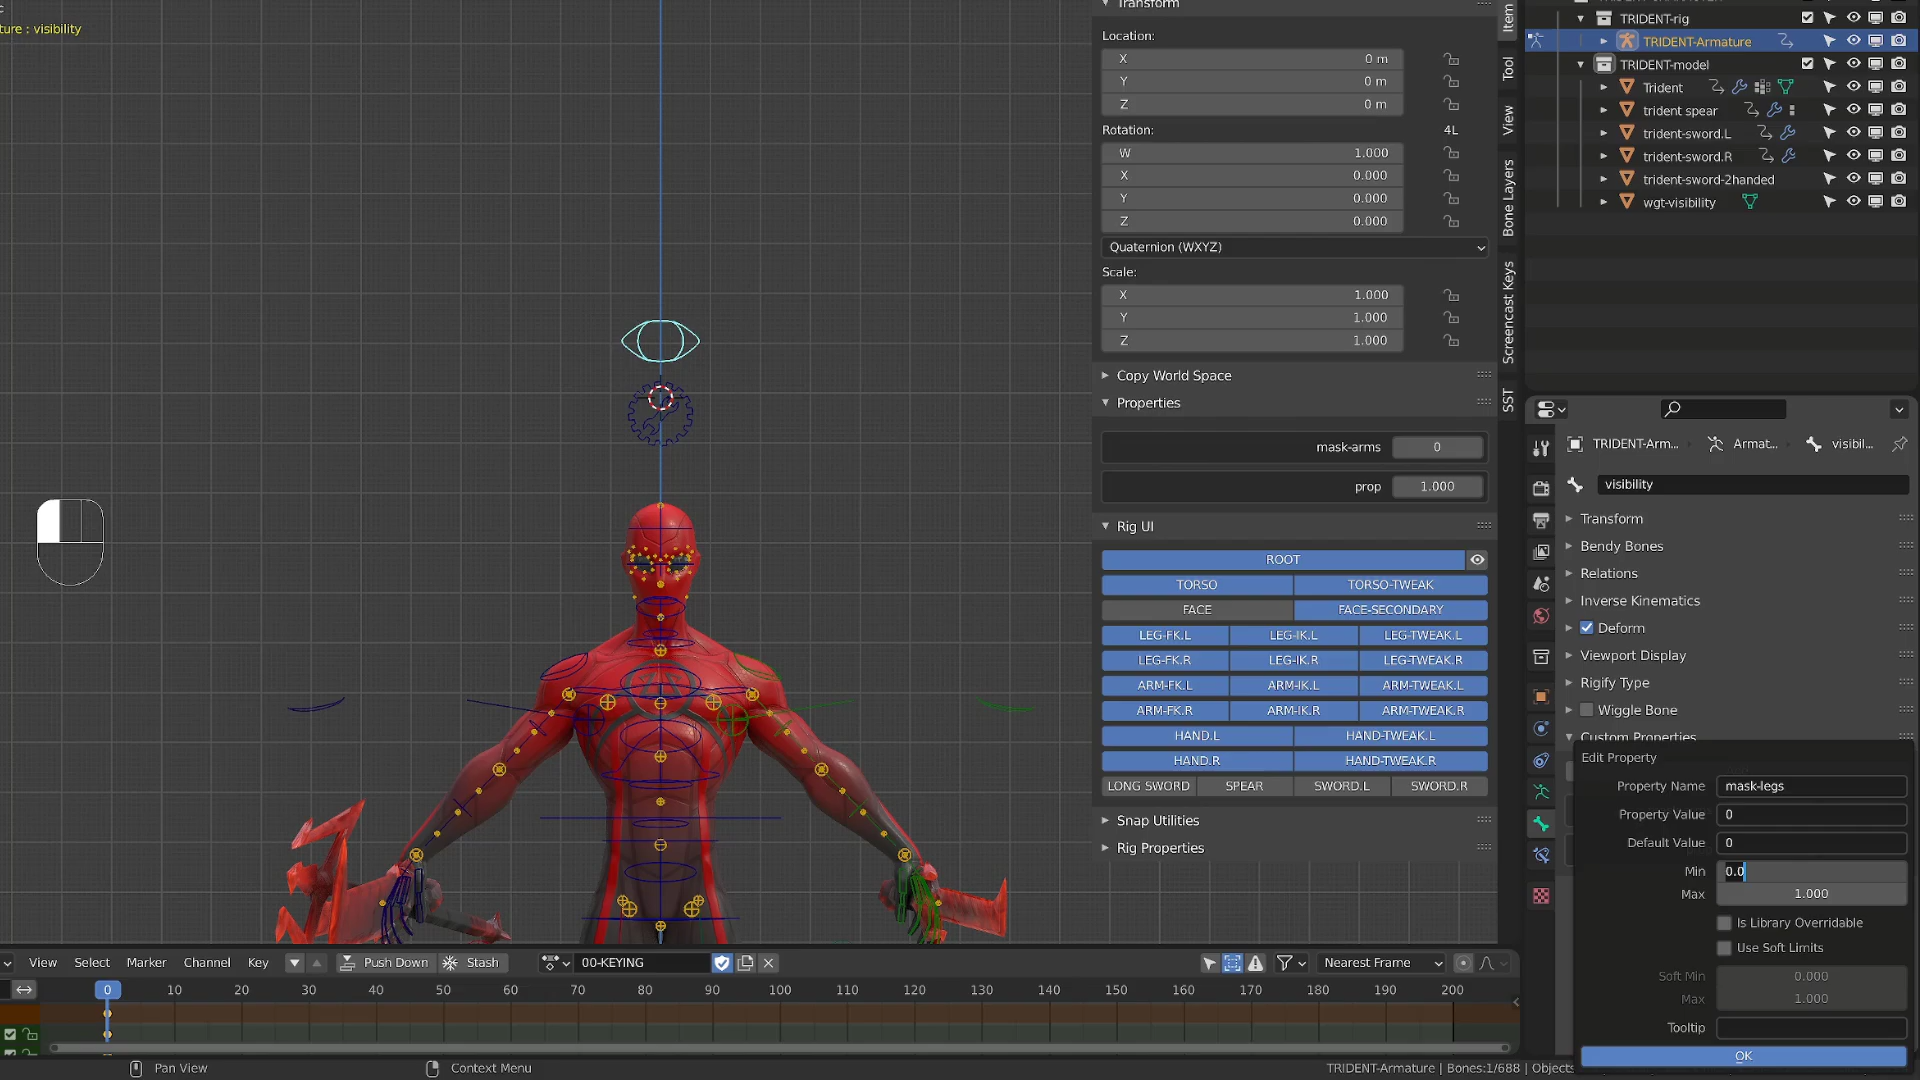 ture : visibility
Transform
Location:
X 0 m
Y 0 m
Z 0 m
Rotation: 4L
W 1.000
X 0.000
Y 0.000
Z 0.000
Quaternion (WXYZ)
Scale:
X 1.000
Y 1.000
Z 1.000
Copy World Space
Properties
mask-arms 0
prop 1.000
Rig UI
ROOT
TORSO TORSO-TWEAK
FACE FACE-SECONDARY
LEG-FK.L LEG-IK.L LEG-TWEAK.L
LEG-FK.R LEG-IK.R LEG-TWEAK.R
ARM-FK.L ARM-IK.L ARM-TWEAK.L
ARM-FK.R ARM-IK.R ARM-TWEAK.R
HAND.L HAND-TWEAK.L
HAND.R HAND-TWEAK.R
LONG SWORD SPEAR SWORD.L SWORD.R
Snap Utilities
Rig Properties
Item
Tool
View
Bone Layers
Screencast Keys
SST
TRIDENT-rig
TRIDENT-Armature
TRIDENT-model
Trident
trident spear
trident-sword.L
trident-sword.R
trident-sword-2handed
wgt-visibility
TRIDENT-Arm... Armat... visibil...
visibility
Transform
Bendy Bones
Relations
Inverse Kinematics
Deform
Viewport Display
Rigify Type
Wiggle Bone
Custom Properties
Edit Property
Property Name mask-legs
Property Value 0
Default Value 0
Min 0.0
Max 1.000
Is Library Overridable
Use Soft Limits
Soft Min 0.000
Max 1.000
Tooltip
OK
View Select Marker Channel Key Push Down Stash 00-KEYING Nearest Frame
0 10 20 30 40 50 60 70 80 90 100 110 120 130 140 150 160 170 180 190 200
Pan View Context Menu TRIDENT-Armature | Bones:1/688 | Objects